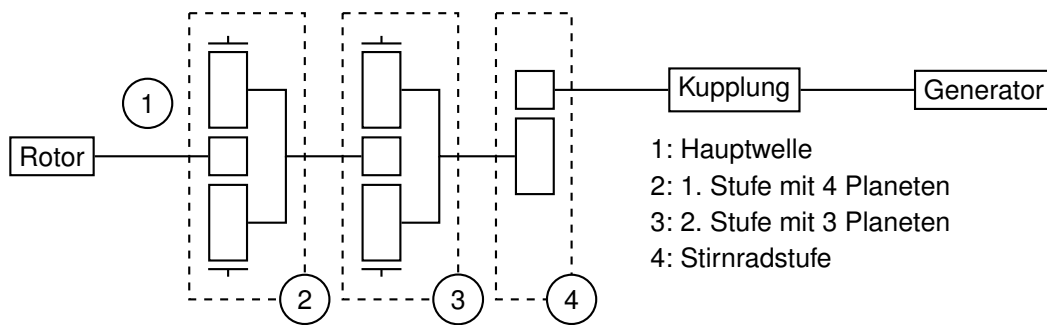 1
Kupplung
Generator
Rotor
1: Hauptwelle
2: 1. Stufe mit 4 Planeten
3: 2. Stufe mit 3 Planeten
4: Stirnradstufe
2
3
4